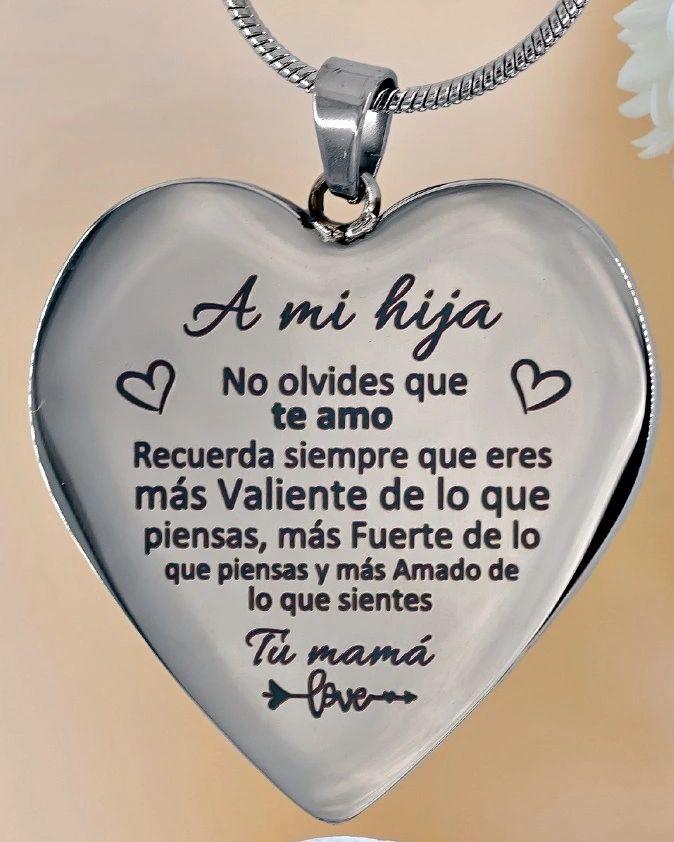 A mi hija
No olvides que
te amo
Recuerda siempre que eres
más Valiente de lo que
piensas, más Fuerte de lo
que piensas y más Amado de
lo que sientes
Tú mamá
love